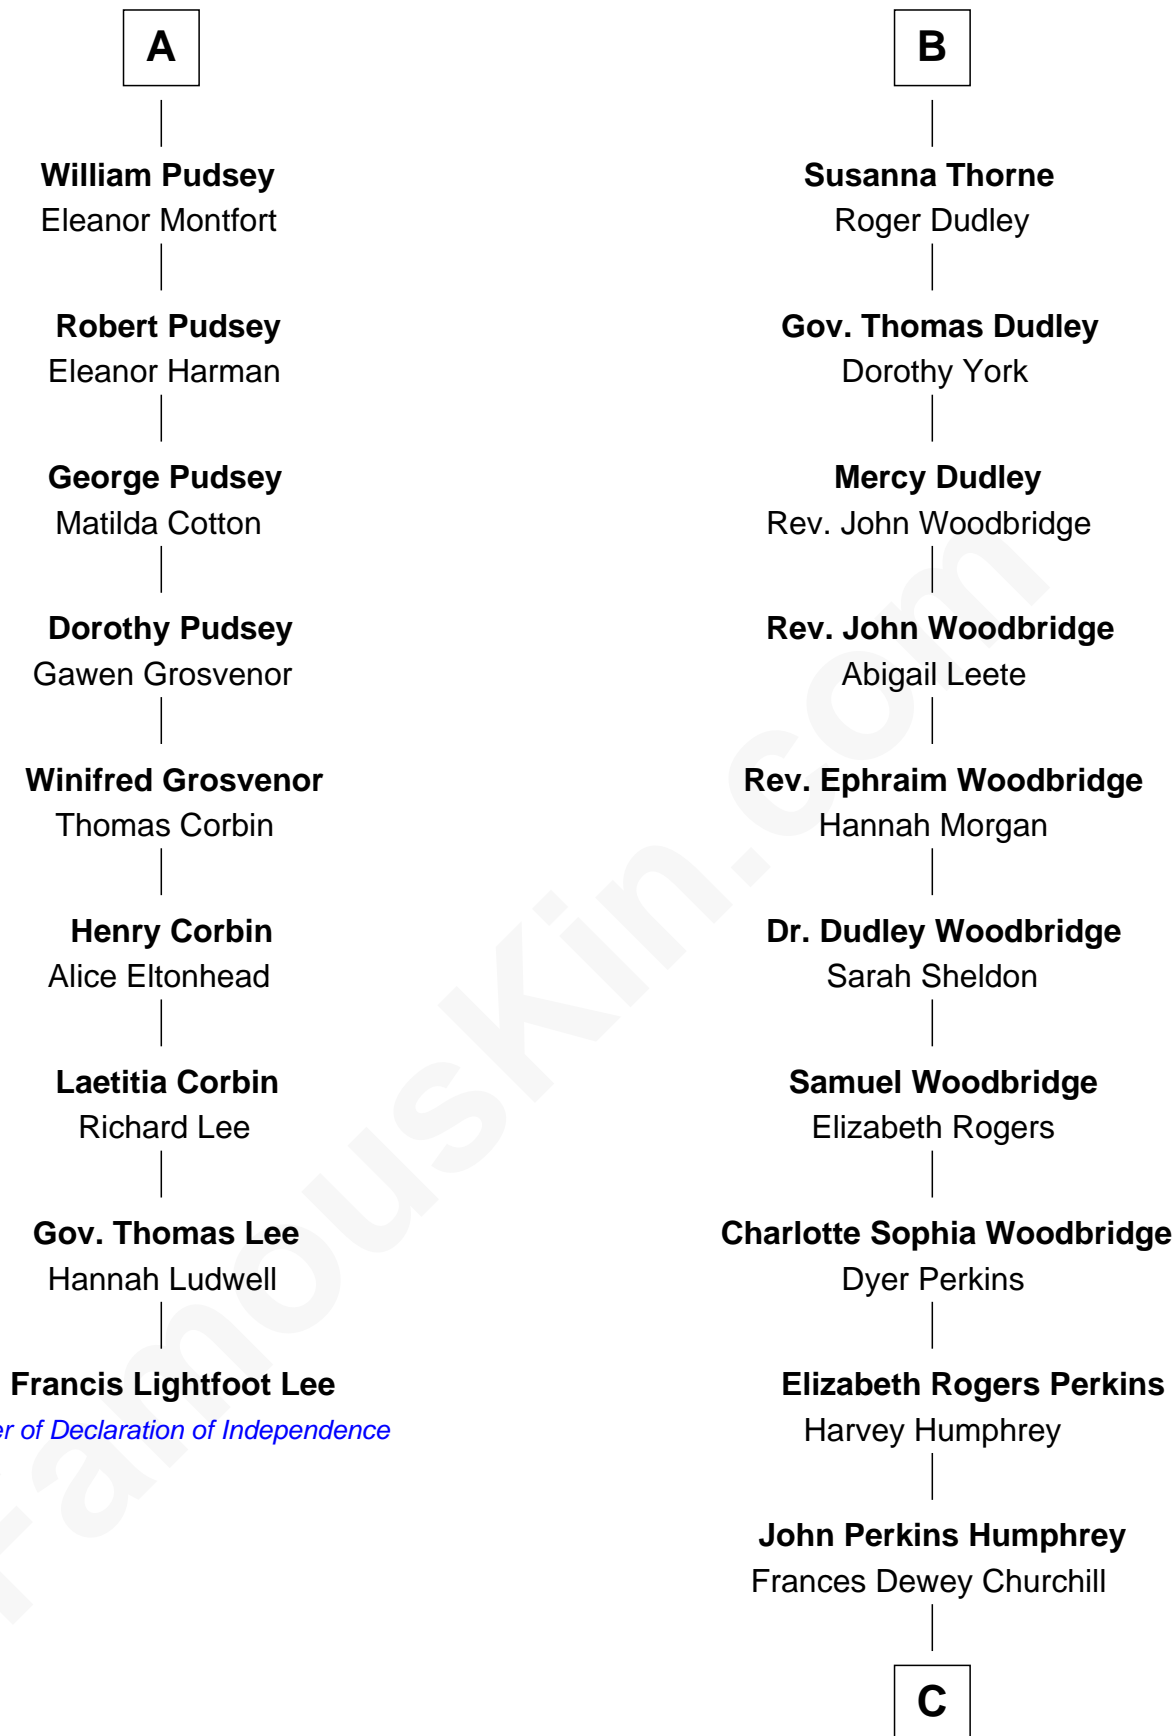 A
William Pudsey
Eleanor Montfort
Robert Pudsey
Eleanor Harman
George Pudsey
Matilda Cotton
Dorothy Pudsey
Gawen Grosvenor
Winifred Grosvenor
Thomas Corbin
Henry Corbin
Alice Eltonhead
Laetitia Corbin
Richard Lee
Gov. Thomas Lee
Hannah Ludwell
Francis Lightfoot Lee
of Declaration of Independence
B
Susanna Thorne
Roger Dudley
Gov. Thomas Dudley
Dorothy York
Mercy Dudley
Rev. John Woodbridge
Rev. John Woodbridge
Abigail Leete
Rev. Ephraim Woodbridge
Hannah Morgan
Dr. Dudley Woodbridge
Sarah Sheldon
Samuel Woodbridge
Elizabeth Rogers
Charlotte Sophia Woodbridge
Dyer Perkins
Elizabeth Rogers Perkins
Harvey Humphrey
John Perkins Humphrey
Frances Dewey Churchill
C
FamousKin.com